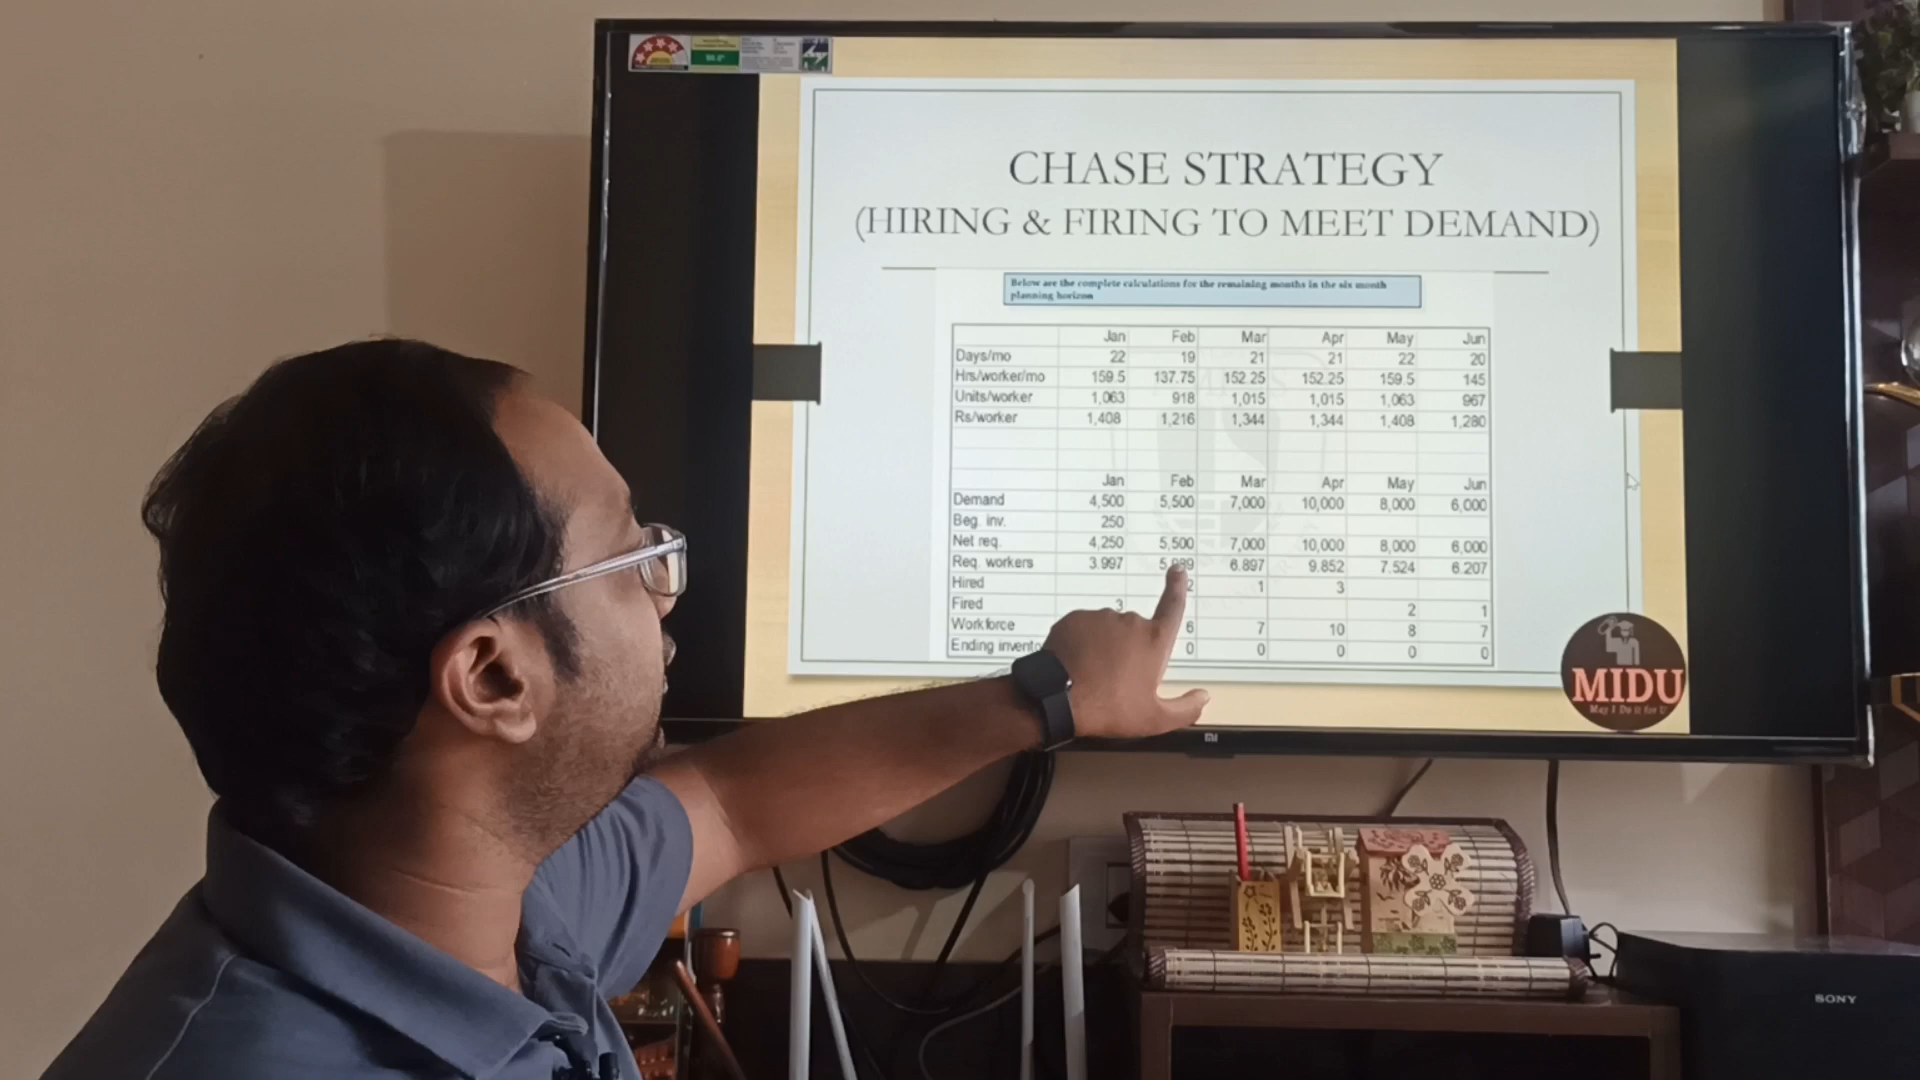 CHASE STRATEGY
(HIRING & FIRING TO MEET DEMAND)
Below are the complete calculations for the remaining months in the six month
planning horizon
Jan Feb Mar Apr May Jun
Days/mo 22 19 21 21 22 20
Hrs/worker/mo 159.5 137.75 152.25 152.25 159.5 145
Units/worker 1,063 918 1,015 1,015 1,063 967
Rs/worker 1,408 1,216 1,344 1,344 1,408 1,280
Jan Feb Mar Apr May Jun
Demand 4,500 5,500 7,000 10,000 8,000 6,000
Beg. inv. 250
Net req. 4,250 5,500 7,000 10,000 8,000 6,000
Req. workers 3.997 6.897 9.852 7.524 6.207
Hired 2 1 3
Fired 3 2 1
Workforce 6 7 10 8 7
Ending 0 0 0 0 0
MIDU
May I Do it for U
mi
SONY